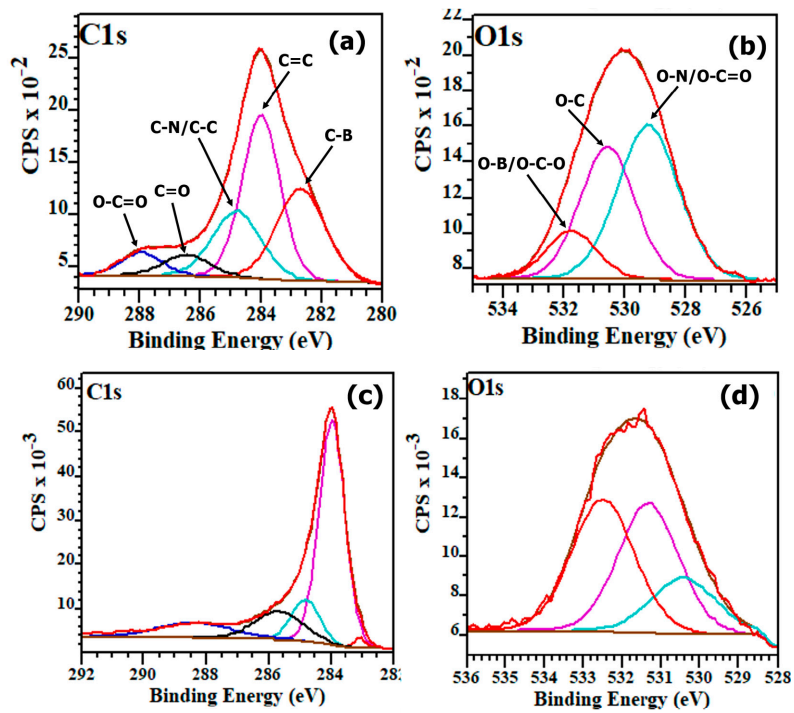 C1s
(a)
C=C
C-N/C-C
C-B
C=O
O-C=O
CPS x 10⁻²
25
20
15
10
5
290 288 286 284 282 280
Binding Energy (eV)
O1s
(b)
O-N/O-C=O
O-C
O-B/O-C-O
CPS x 10⁻²
20
18
16
14
12
10
8
534 532 530 528 526
Binding Energy (eV)
C1s
(c)
CPS x 10⁻³
60
50
40
30
20
10
292 290 288 286 284 282
Binding Energy (eV)
O1s
(d)
CPS x 10⁻³
18
16
14
12
10
8
6
536 535 534 533 532 531 530 529 528
Binding Energy (eV)